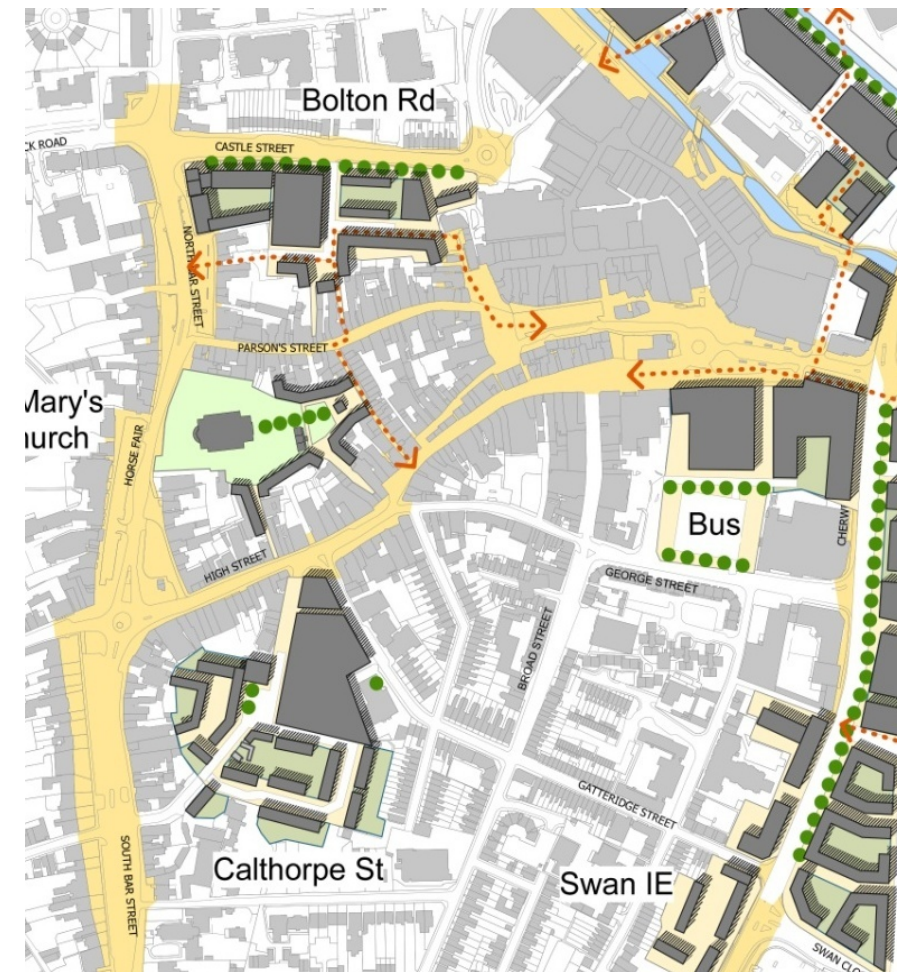 Bolton Rd
CK ROAD
CASTLE STREET
NORTH BAR STREET
PARSON'S STREET
Mary's
hurch
HORSE FAIR
HIGH STREET
Bus
CHERW
GEORGE STREET
BROAD STREET
GATTERIDGE STREET
Calthorpe St
Swan IE
SOUTH BAR STREET
SWAN CLO